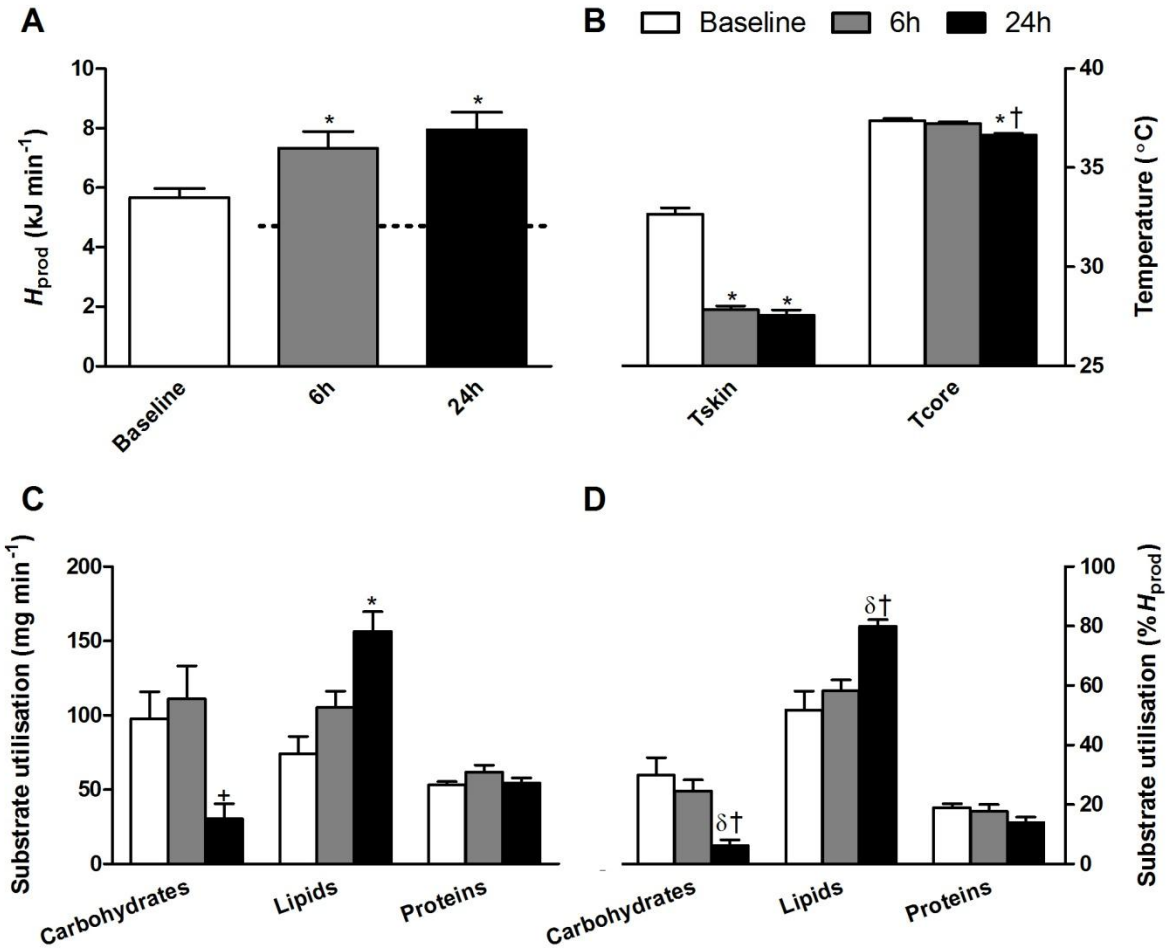 A
B
Baseline 6h 24h
H_prod (kJ min⁻¹)
10
8
6
4
2
0
*
*
Baseline
6h
24h
Temperature (°C)
40
35
30
25
*
*
*†
Tskin
Tcore
C
D
Substrate utilisation (mg min⁻¹)
200
150
100
50
0
+
*
Carbohydrates
Lipids
Proteins
Substrate utilisation (% H_prod)
100
80
60
40
20
0
δ†
δ†
Carbohydrates
Lipids
Proteins